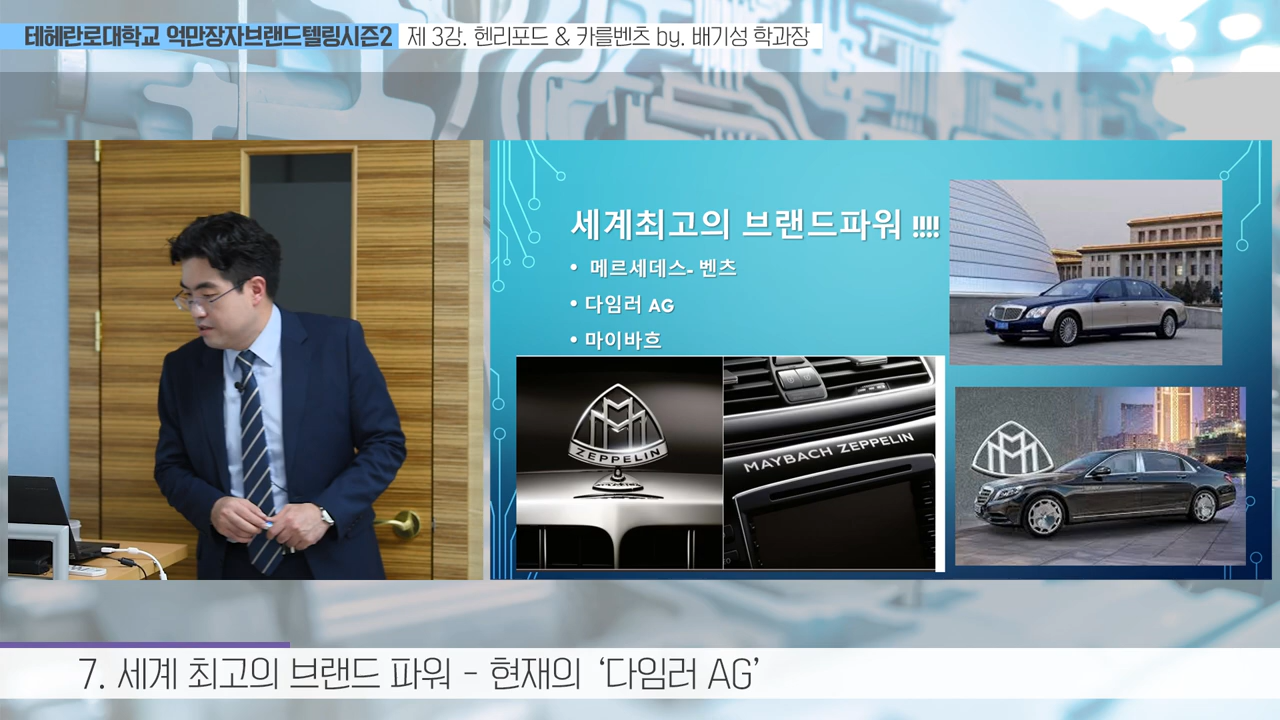 테헤란로대학교 억만장자브랜드텔링시즌2 제 3강. 헨리포드 & 카를벤츠 by. 배기성 학과장
세계최고의 브랜드파워 !!!!
• 메르세데스- 벤츠
• 다임러 AG
• 마이바흐
ZEPPELIN
MAYBACH ZEPPELIN
7. 세계 최고의 브랜드 파워 - 현재의 ‘다임러 AG’